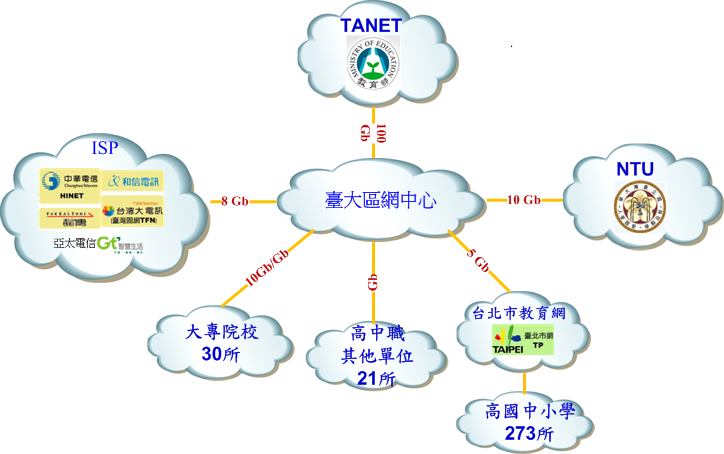 TANET
MINISTRY OF EDUCATION
教育部
100
Gb
ISP
中華電信
Chunghwa Telecom
HINET
和信電訊
台灣大電訊
(臺灣固網TFN)
亞太電信 Gt 智慧生活
8 Gb
臺大區網中心
10 Gb
NTU
10Gb/Gb
Gb
5 Gb
大專院校
30所
高中職
其他單位
21所
台北市教育網
TAIPEI
臺北市網
TP
高國中小學
273所